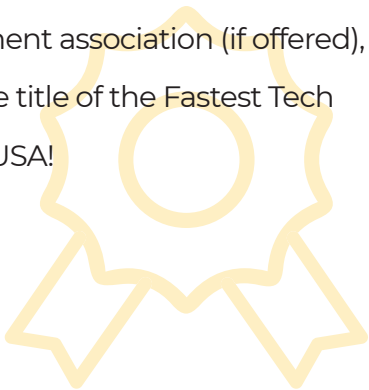 ment association (if offered),
title of the Fastest Tech
USA!